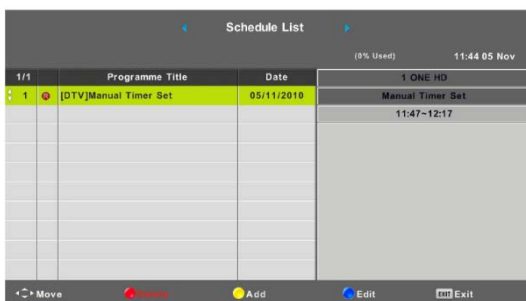 Schedule List
(0% Used) 11:44 05 Nov
1/1 Programme Title Date 1 ONE HD
1 R [DTV]Manual Timer Set 05/11/2010 Manual Timer Set
11:47~12:17
Move Delete Add Edit EXIT Exit